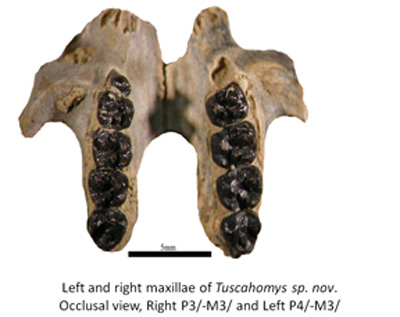 5mm
Left and right maxillae of Tuscahomys sp. nov.
Occlusal view, Right P3/-M3/ and Left P4/-M3/